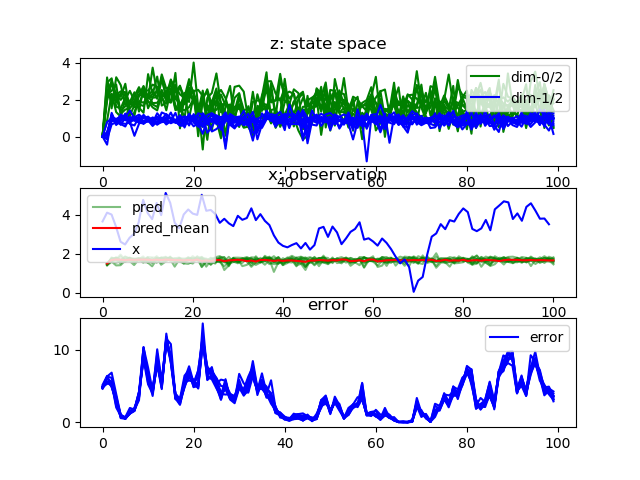 z: state space
4
2
0
dim-0/2
dim-1/2
0 20 40 60 80 100
x: observation
4
2
0
pred
pred_mean
x
0 20 40 60 80 100
error
10
0
error
0 20 40 60 80 100